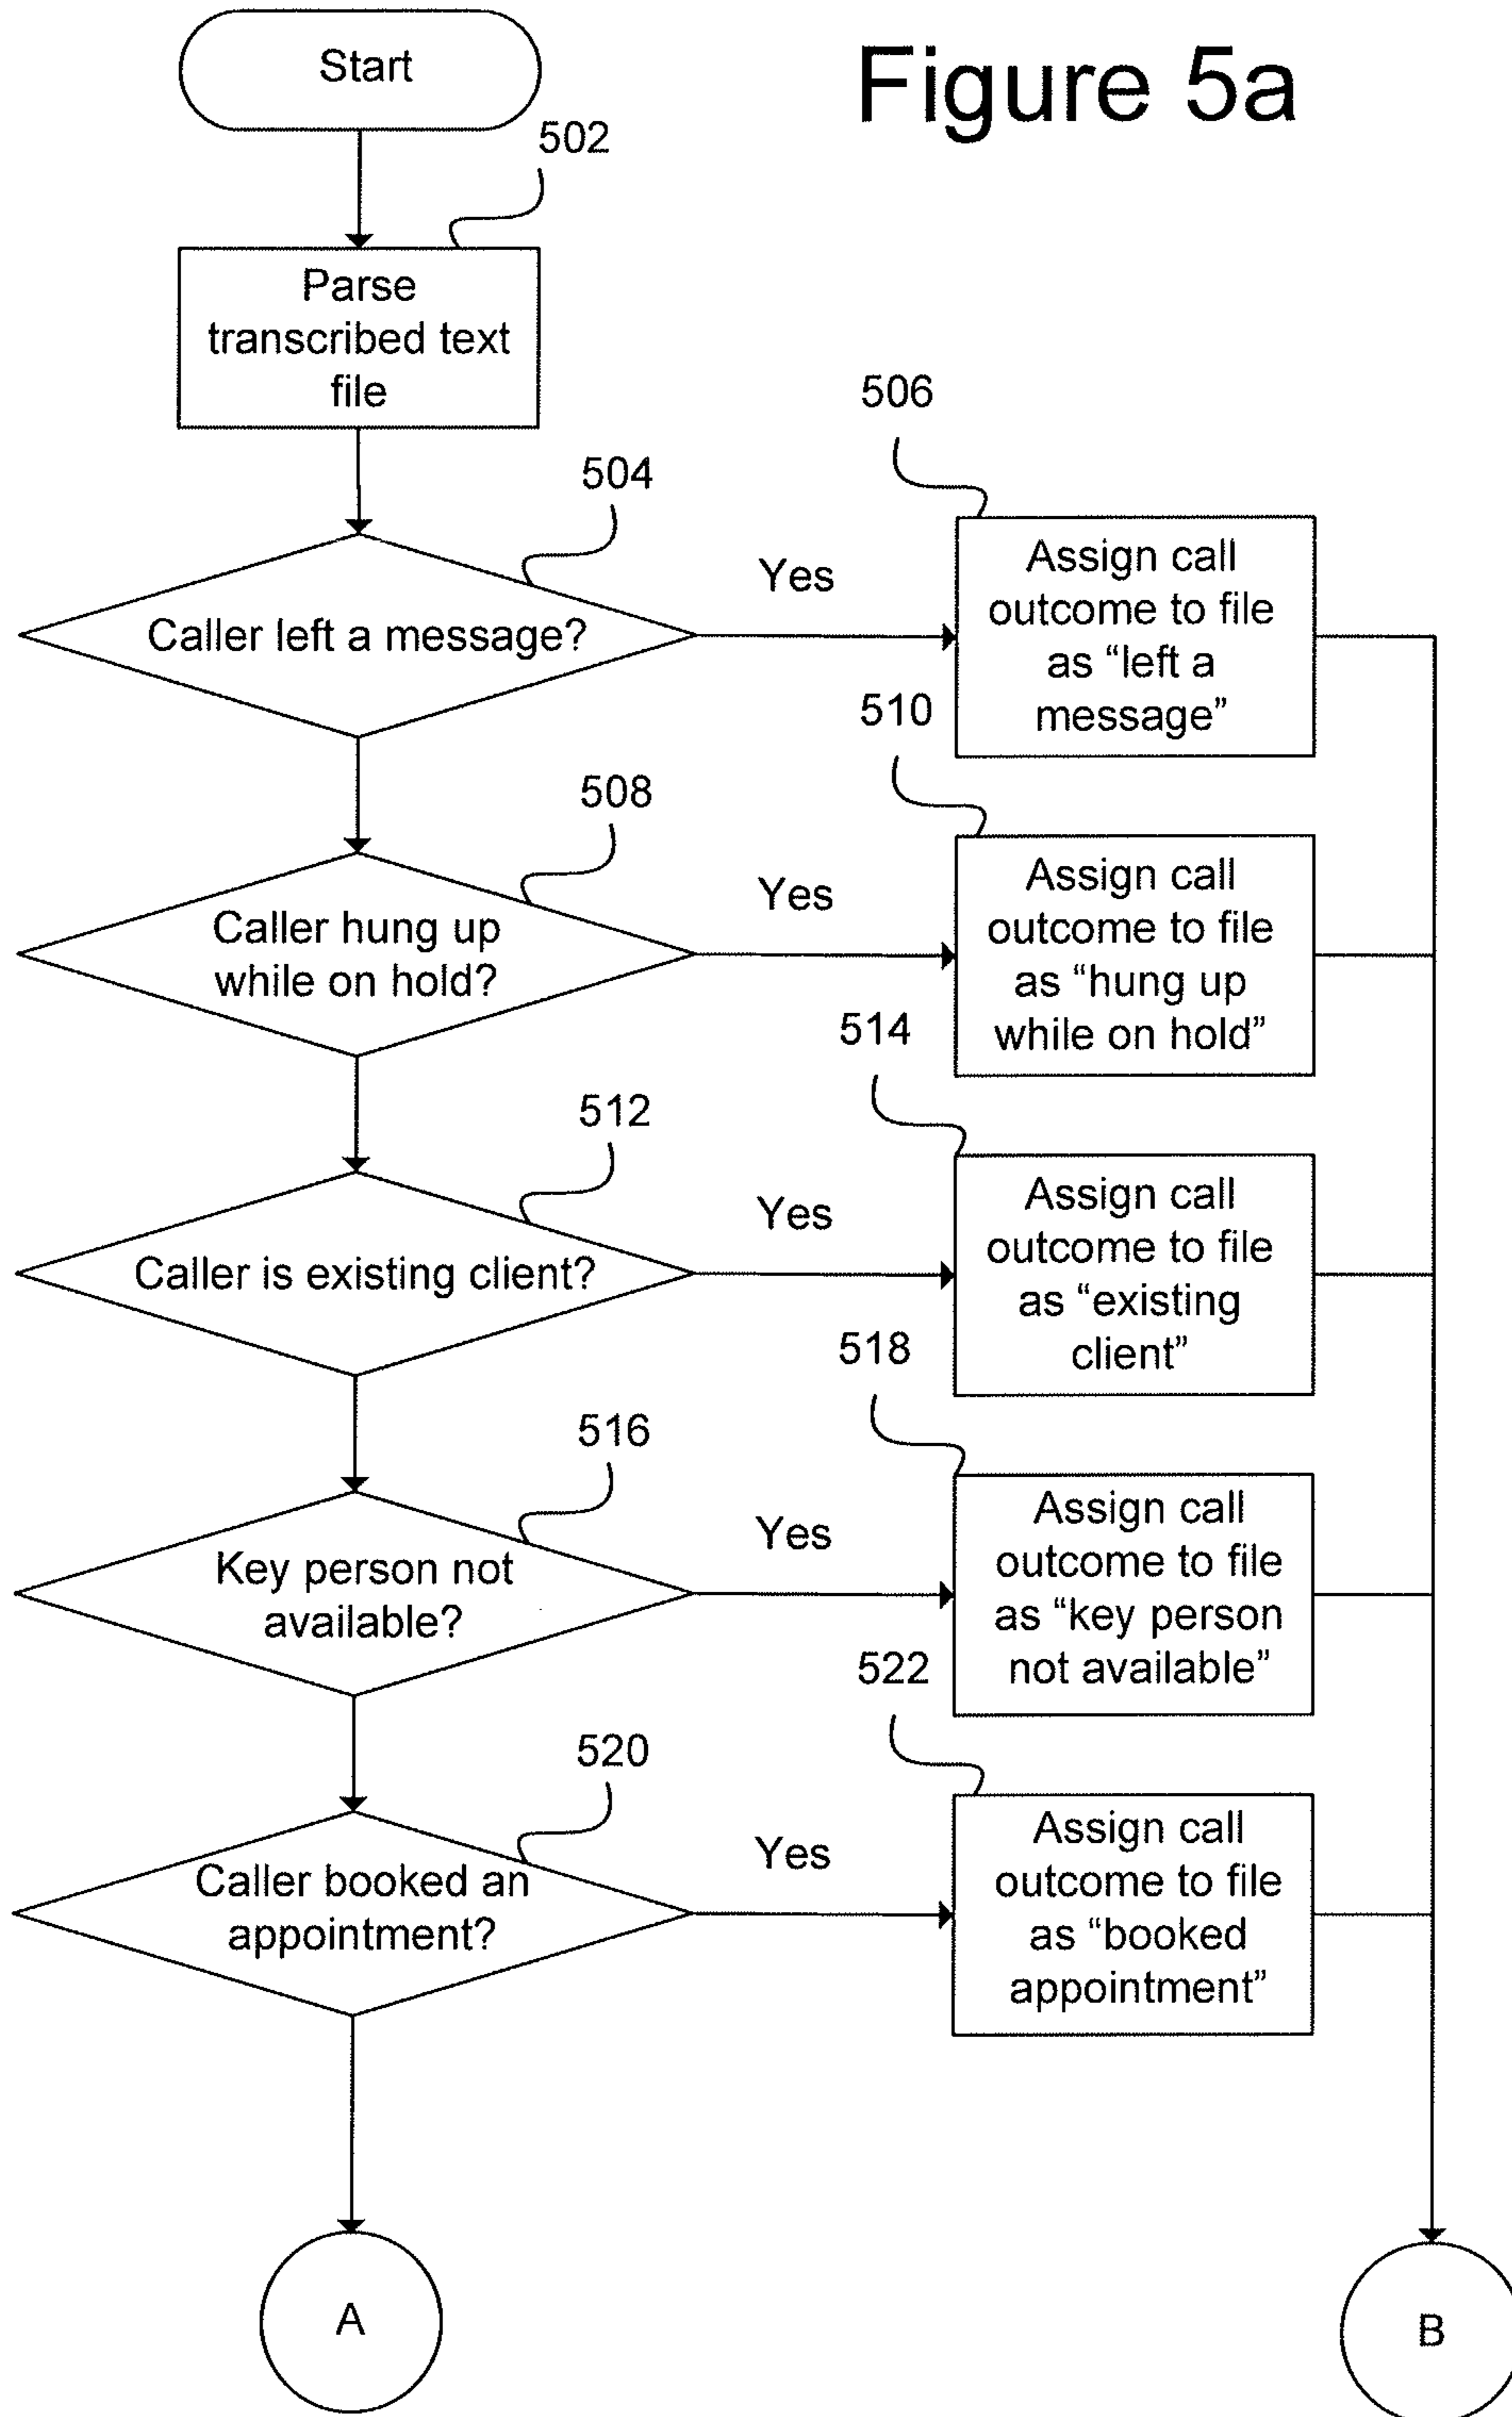 Figure 5a
Start
502
Parse
transcribed text
file
504
Caller left a message?
Yes
506
Assign call
outcome to file
as “left a
message”
508
Caller hung up
while on hold?
Yes
510
Assign call
outcome to file
as “hung up
while on hold”
512
Caller is existing client?
Yes
514
Assign call
outcome to file
as “existing
client”
516
Key person not
available?
Yes
518
Assign call
outcome to file
as “key person
not available”
520
Caller booked an
appointment?
Yes
522
Assign call
outcome to file
as “booked
appointment”
A
B